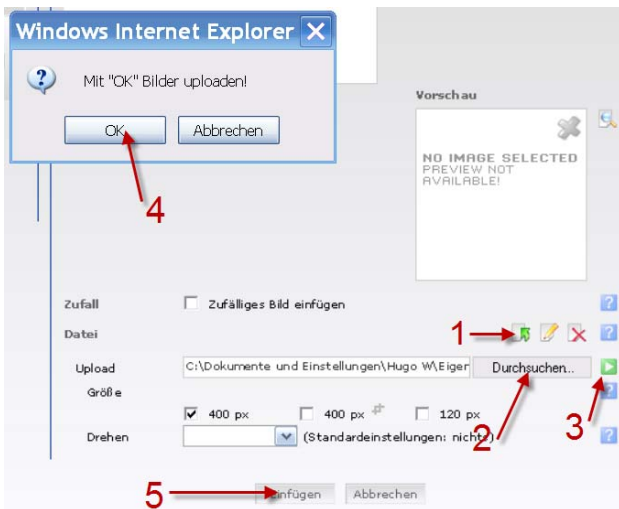 Windows Internet Explorer
Mit "OK" Bilder uploaden!
OK
Abbrechen
4
Vorschau
NO IMAGE SELECTED
PREVIEW NOT
AVAILABLE!
Zufall
Zufälliges Bild einfügen
Datei
1
Upload
C:\Dokumente und Einstellungen\Hugo W\Eiger
Durchsuchen...
Größe
400 px
400 px
120 px
2
3
Drehen
(Standardeinstellungen: nichts)
5
Einfügen
Abbrechen